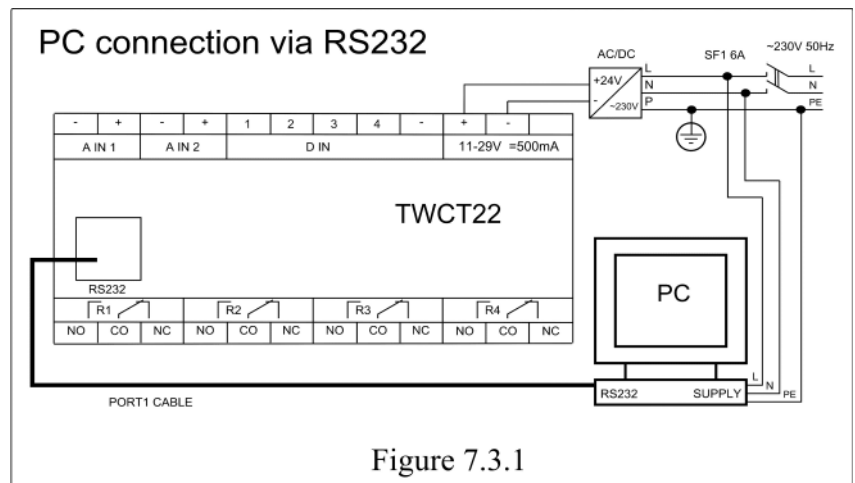 PC connection via RS232
AC/DC
SF1 6A
~230V 50Hz
+24V
-
~230V
L
N
P
L
N
PE
- + - + 1 2 3 4 - + -
A IN 1 A IN 2 D IN 11-29V =500mA
TWCT22
RS232
R1 R2 R3 R4
NO CO NC NO CO NC NO CO NC NO CO NC
PC
L
N
PE
RS232 SUPPLY
PORT1 CABLE
Figure 7.3.1